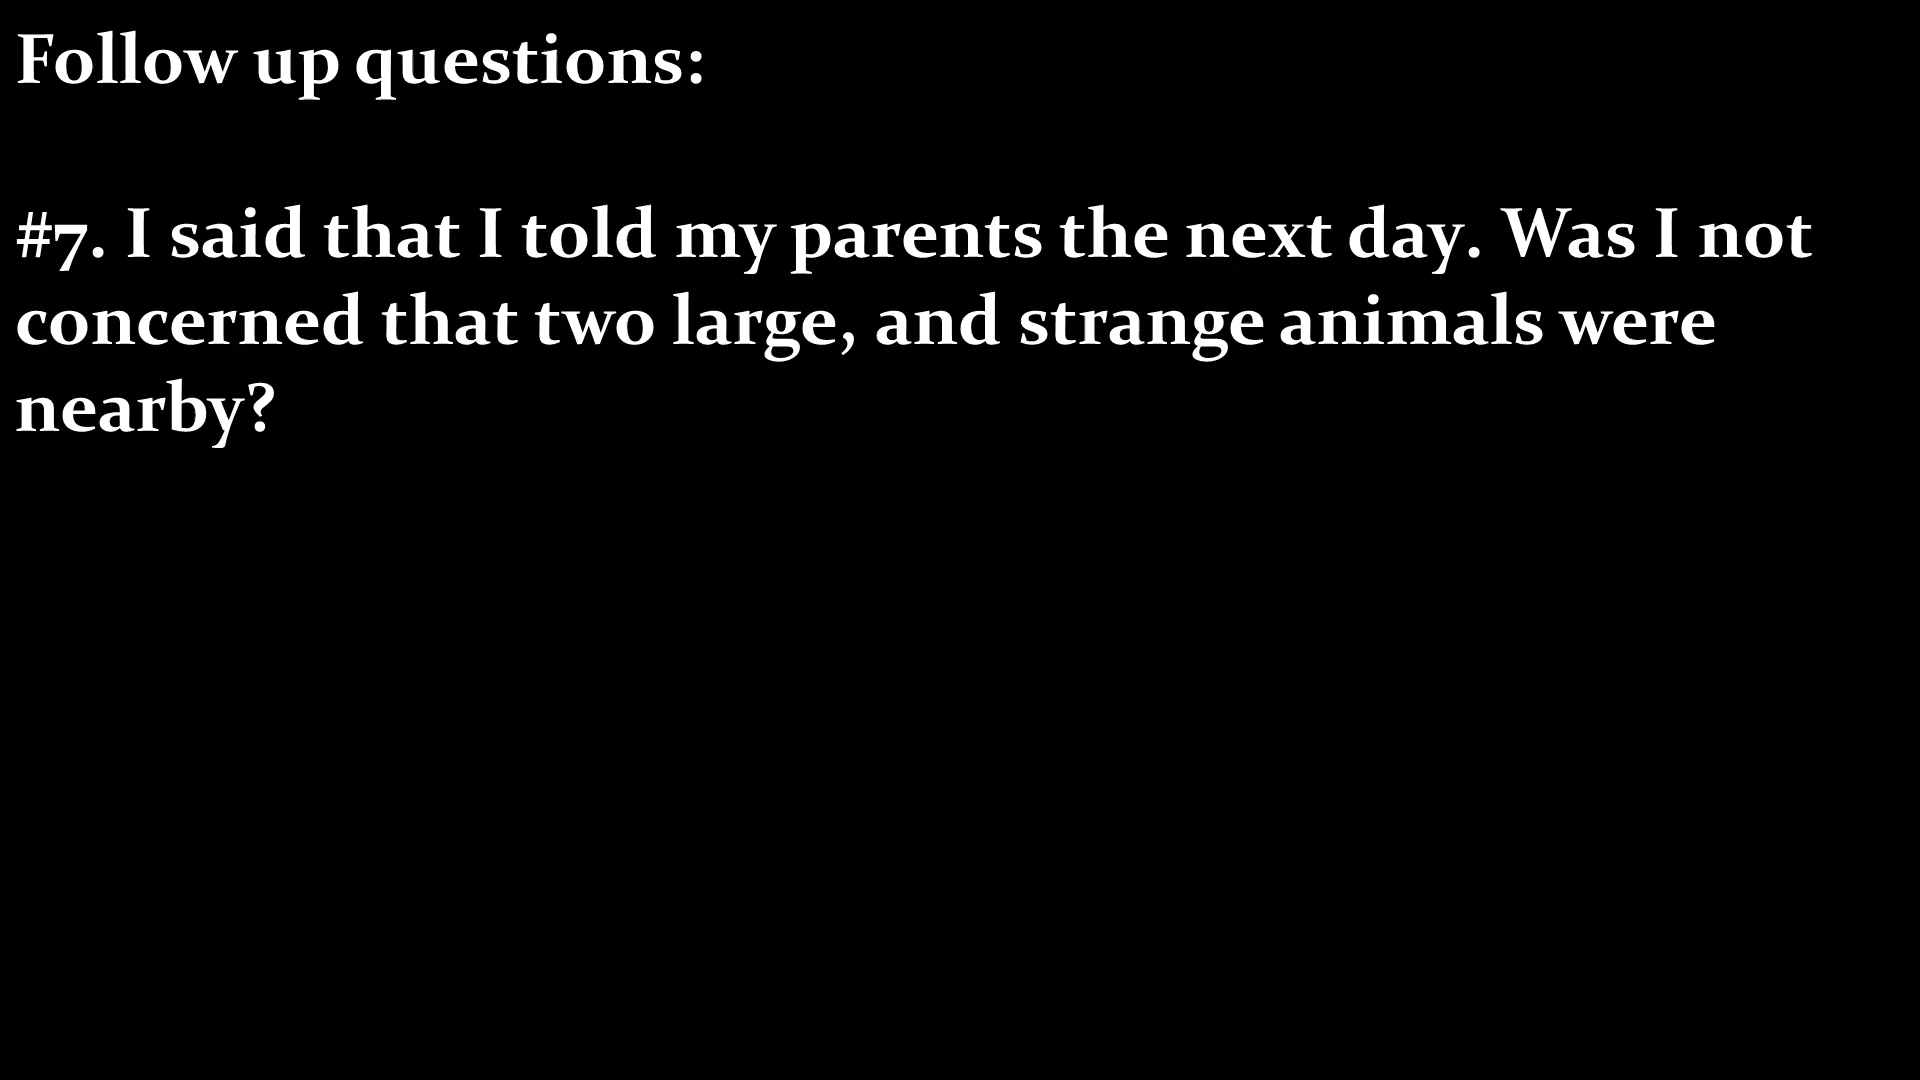 Follow up questions:
#7. I said that I told my parents the next day. Was I not
concerned that two large, and strange animals were
nearby?